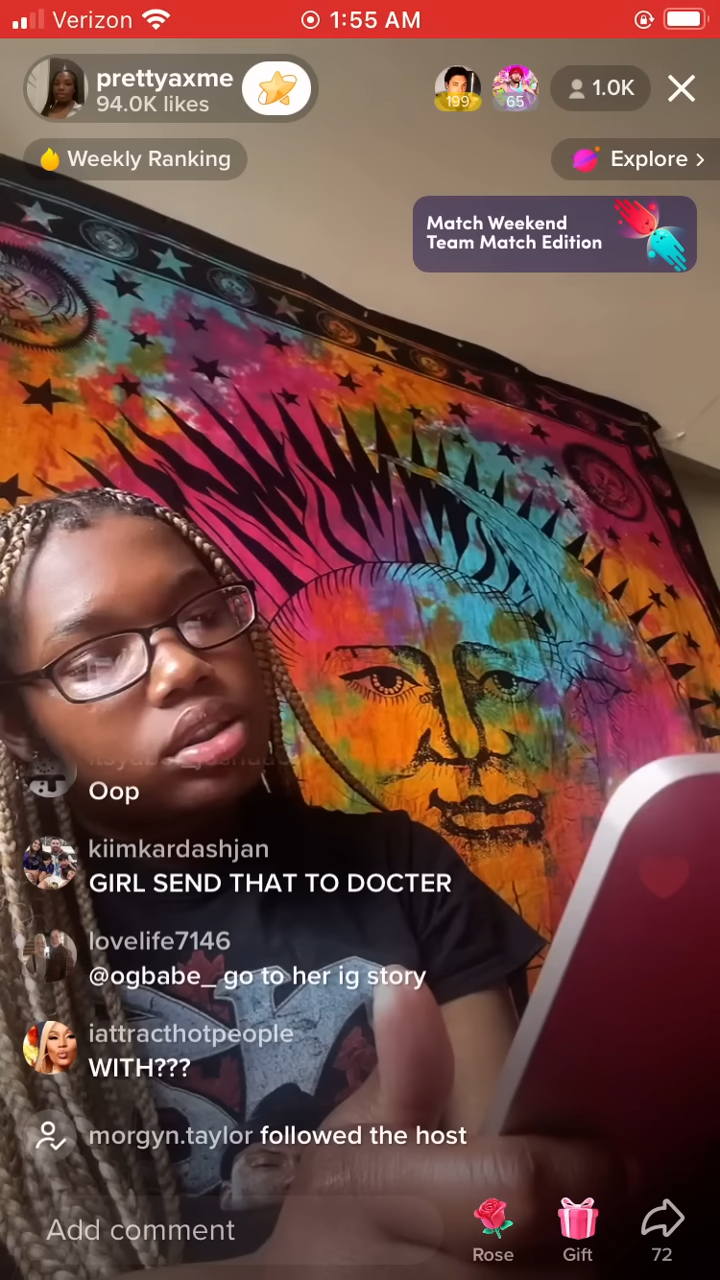 Verizon 1:55 AM
prettyaxme
94.0K likes
199
65
1.0K
Weekly Ranking
Explore
Match Weekend
Team Match Edition
Oop
kiimkardashjan
GIRL SEND THAT TO DOCTER
lovelife7146
@ogbabe_ go to her ig story
iattracthotpeople
WITH???
morgyn.taylor followed the host
Add comment
Rose
Gift
72